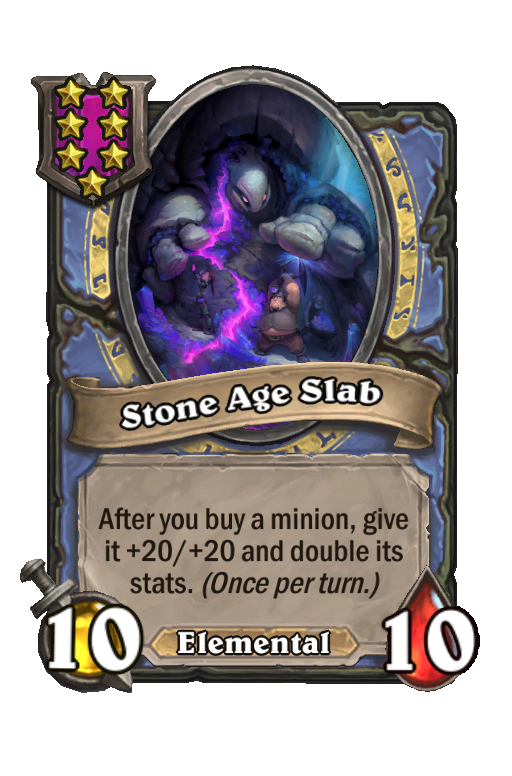 Stone Age Slab
After you buy a minion, give
it +20/+20 and double its
stats. (Once per turn.)
10
Elemental
10